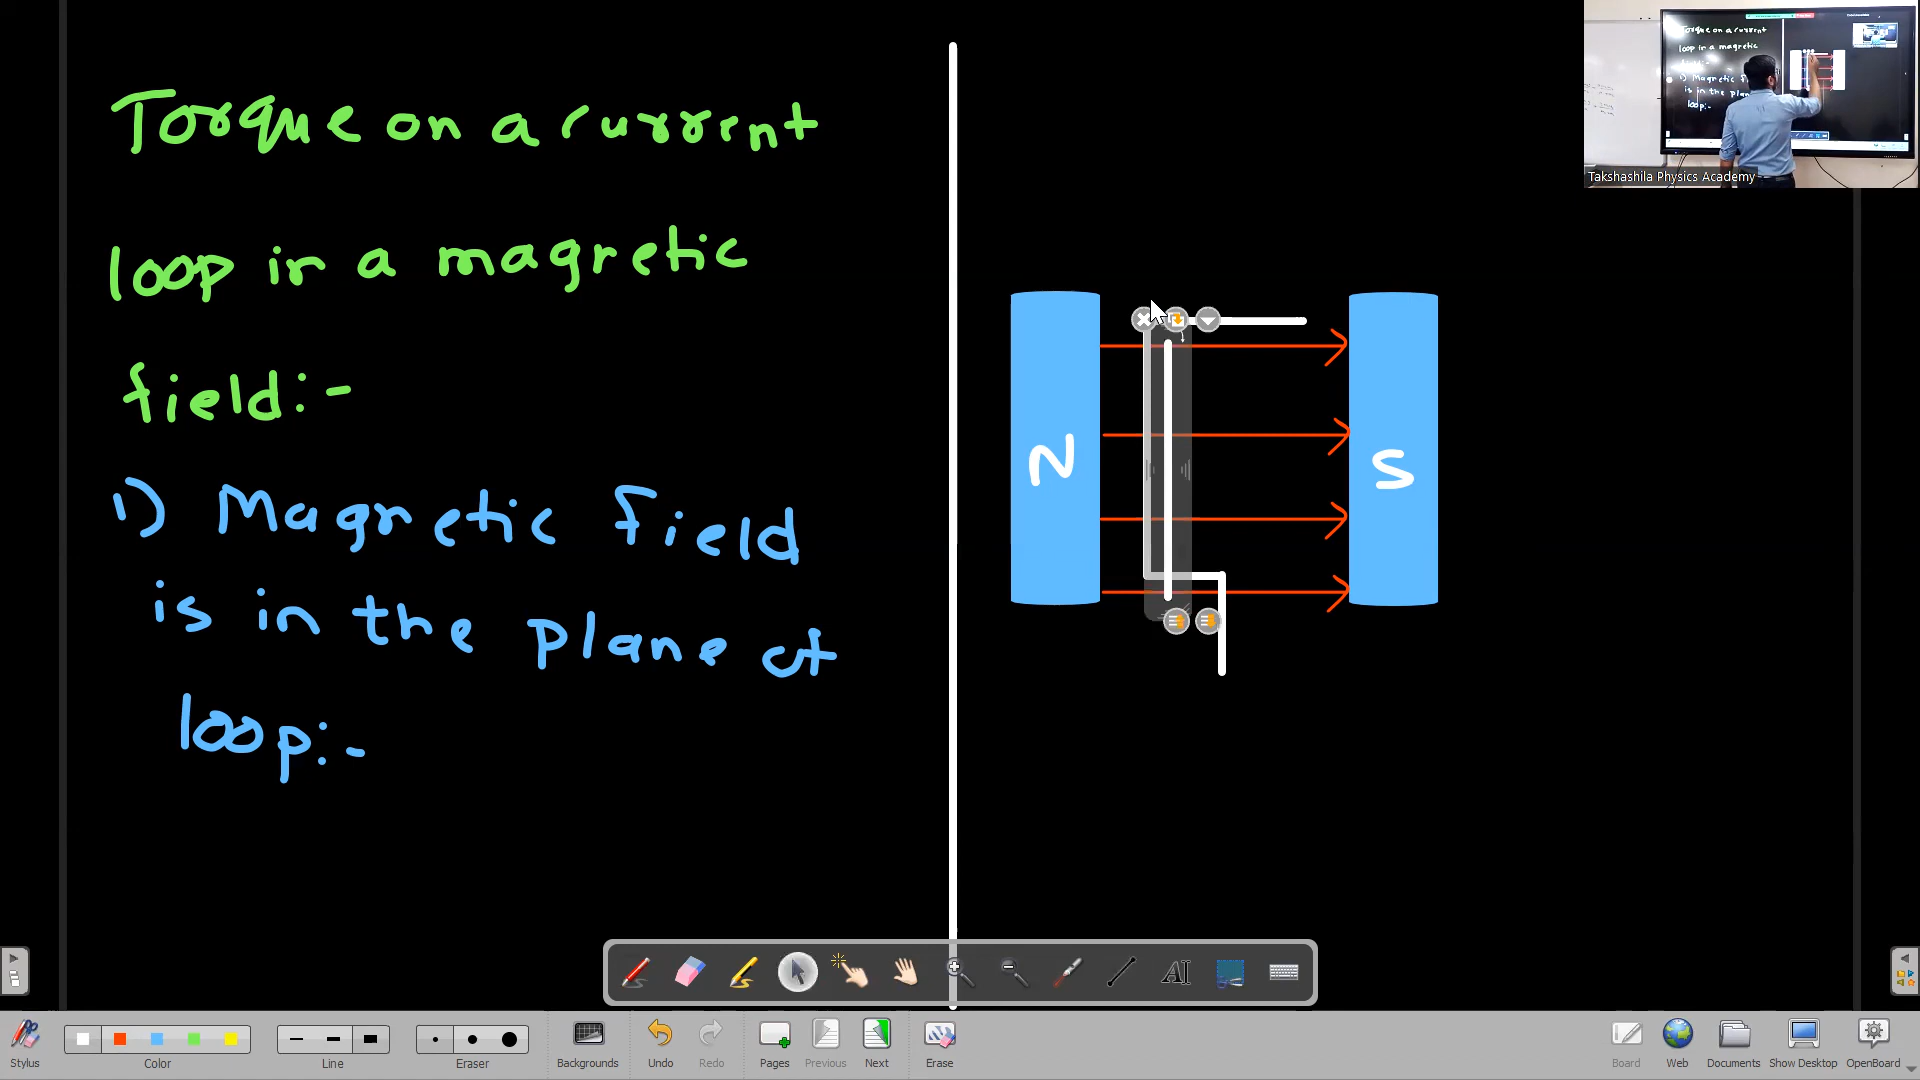 Torque on a current
loop in a magnetic
field:-
1) Magnetic field
is in the plane of
loop:-
N
S
Takshashila Physics Academy
Stylus
Color
Line
Eraser
Backgrounds
Undo
Redo
Pages
Previous
Next
Erase
Board
Web
Documents
Show Desktop
OpenBoard